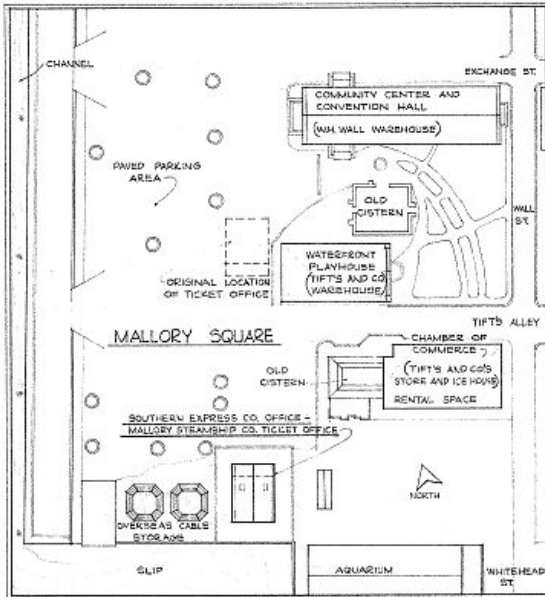 CHANNEL
EXCHANGE ST.
COMMUNITY CENTER AND
CONVENTION HALL
(W.H. WALL WAREHOUSE)
PAVED PARKING
AREA
OLD
CISTERN
WALL
ST.
WATERFRONT
PLAYHOUSE
(TIFT'S AND CO.
WAREHOUSE)
ORIGINAL LOCATION
OF TICKET OFFICE
TIFT'S ALLEY
MALLORY SQUARE
CHAMBER OF
COMMERCE
(TIFT'S AND CO'S
STORE AND ICE HOUSE)
RENTAL SPACE
OLD
CISTERN
SOUTHERN EXPRESS CO. OFFICE -
MALLORY STEAMSHIP CO. TICKET OFFICE
NORTH
OVERSEAS CABLE
STORAGE
SLIP
AQUARIUM
WHITEHEAD
ST.